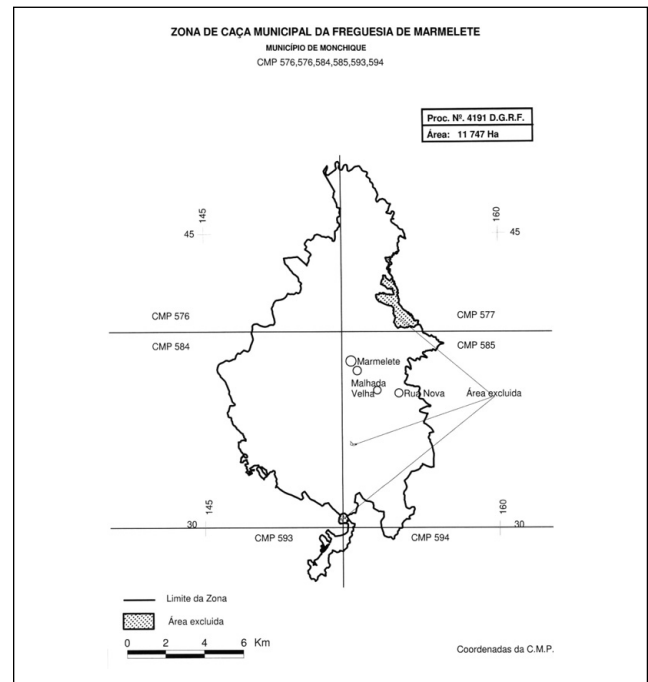 ZONA DE CAÇA MUNICIPAL DA FREGUESIA DE MARMELETE
MUNICÍPIO DE MONCHIQUE
CMP 576,576,584,585,593,594
Proc. Nº. 4191 D.G.R.F.
Área: 11 747 Ha
145
160
45
45
CMP 576
CMP 577
CMP 584
CMP 585
Marmelete
Malhada
Velha
Rua Nova
Área excluida
145
160
30
30
CMP 593
CMP 594
Limite da Zona
Área excluida
0 2 4 6 Km
Coordenadas da C.M.P.